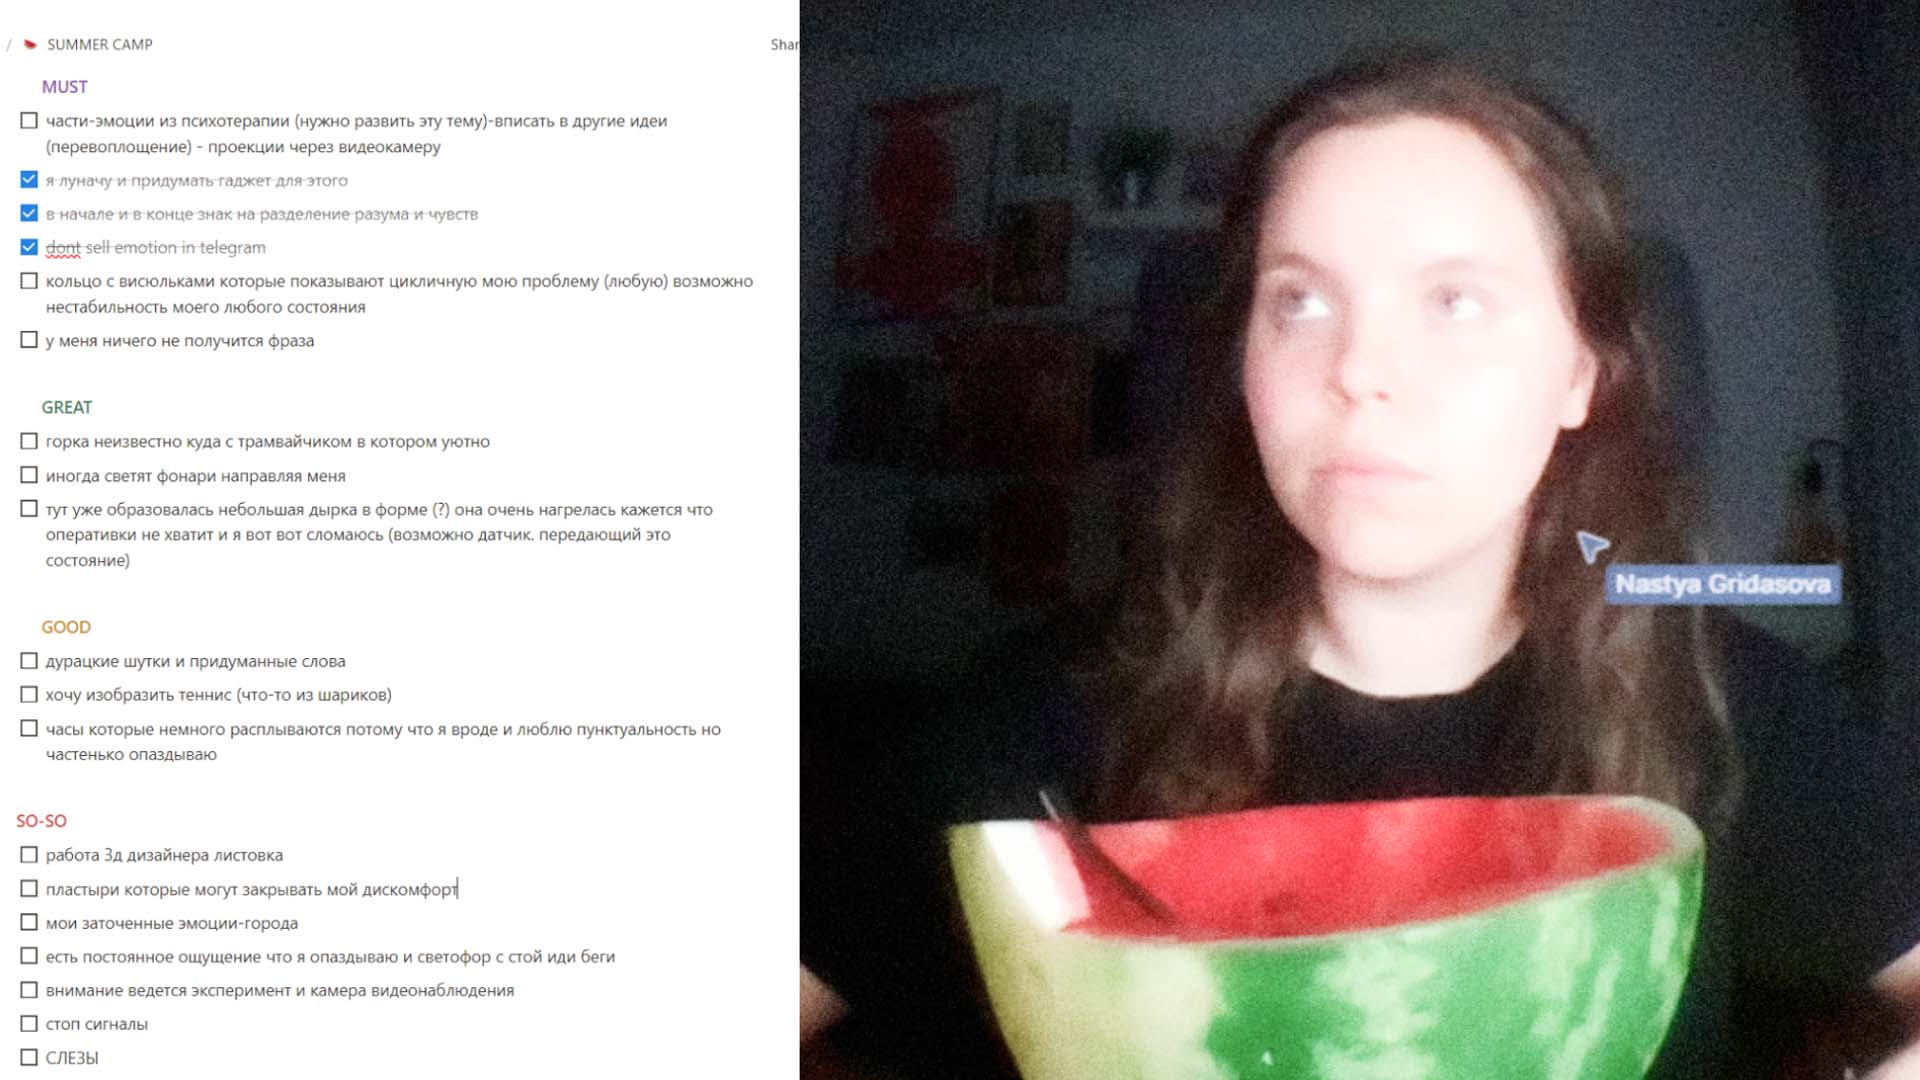 / SUMMER CAMP
Shar
MUST
части-эмоции из психотерапии (нужно развить эту тему)-вписать в другие идеи
(перевоплощение) - проекции через видеокамеру
я луначу и придумать гаджет для этого
в начале и в конце знак на разделение разума и чувств
dont sell emotion in telegram
кольцо с висюльками которые показывают цикличную мою проблему (любую) возможно
нестабильность моего любого состояния
у меня ничего не получится фраза
GREAT
горка неизвестно куда с трамвайчиком в котором уютно
иногда светят фонари направляя меня
тут уже образовалась небольшая дырка в форме (?) она очень нагрелась кажется что
оперативки не хватит и я вот вот сломаюсь (возможно датчик. передающий это
состояние)
GOOD
дурацкие шутки и придуманные слова
хочу изобразить теннис (что-то из шариков)
часы которые немного расплываются потому что я вроде и люблю пунктуальность но
частенько опаздываю
SO-SO
работа 3д дизайнера листовка
пластыри которые могут закрывать мой дискомфорт
мои заточенные эмоции-города
есть постоянное ощущение что я опаздываю и светофор с стой иди беги
внимание ведется эксперимент и камера видеонаблюдения
стоп сигналы
СЛЕЗЫ
Nastya Gridasova